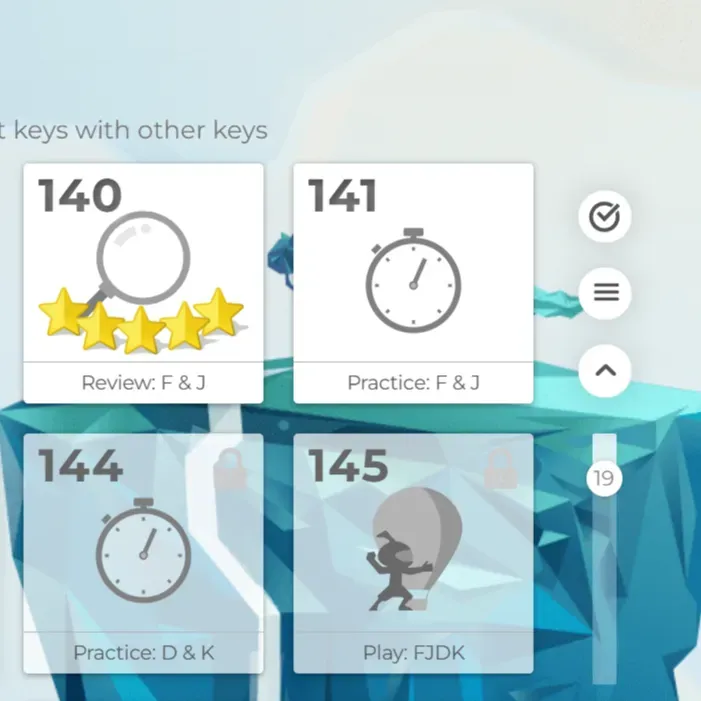 keys with other keys
140
141
Review: F & J
Practice: F & J
144
145
19
Practice: D & K
Play: FJDK